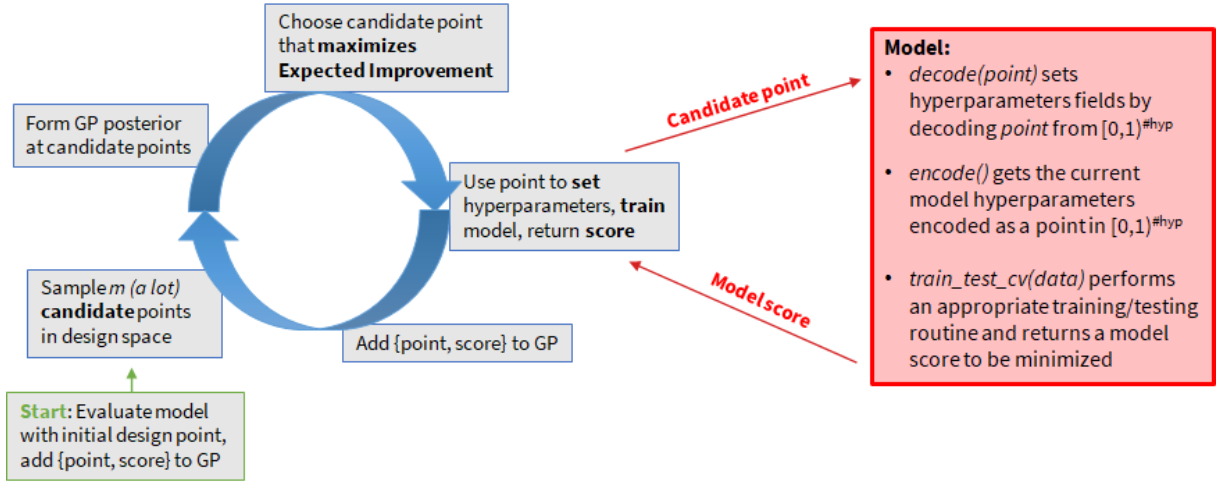 Choose candidate point
that maximizes
Expected Improvement
Form GP posterior
at candidate points
Use point to set
hyperparameters, train
model, return score
Sample m (a lot)
candidate points
in design space
Add {point, score} to GP
Start: Evaluate model
with initial design point,
add {point, score} to GP
Candidate point
Model score
Model:
• decode(point) sets
hyperparameters fields by
decoding point from [0,1)^#hyp
• encode() gets the current
model hyperparameters
encoded as a point in [0,1)^#hyp
• train_test_cv(data) performs
an appropriate training/testing
routine and returns a model
score to be minimized